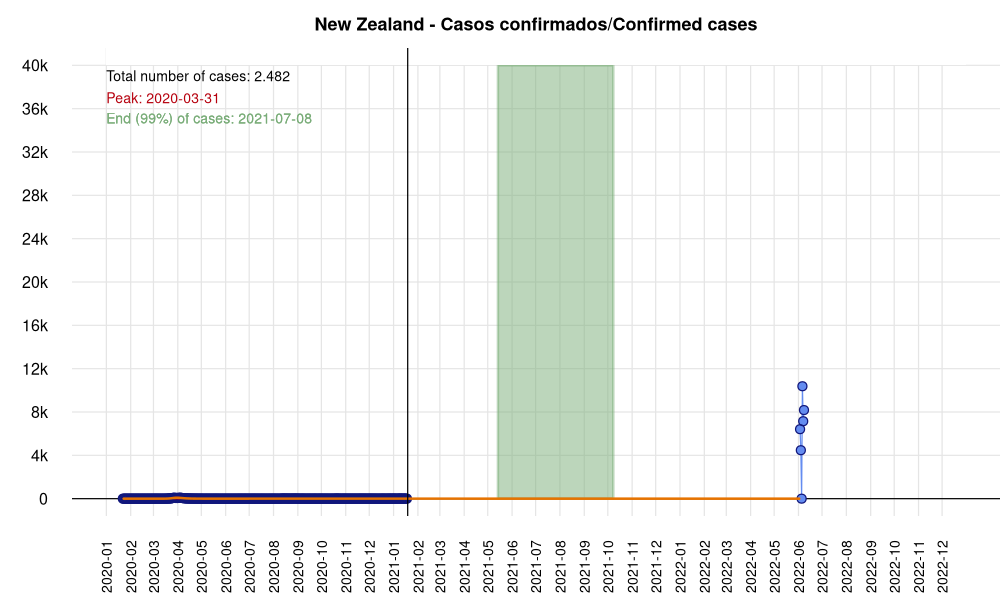 New Zealand - Casos confirmados/Confirmed cases
40k
36k
32k
28k
24k
20k
16k
12k
8k
4k
0
Total number of cases: 2.482
Peak: 2020-03-31
End (99%) of cases: 2021-07-08
2020-01
2020-02
2020-03
2020-04
2020-05
2020-06
2020-07
2020-08
2020-09
2020-10
2020-11
2020-12
2021-01
2021-02
2021-03
2021-04
2021-05
2021-06
2021-07
2021-08
2021-09
2021-10
2021-11
2021-12
2022-01
2022-02
2022-03
2022-04
2022-05
2022-06
2022-07
2022-08
2022-09
2022-10
2022-11
2022-12